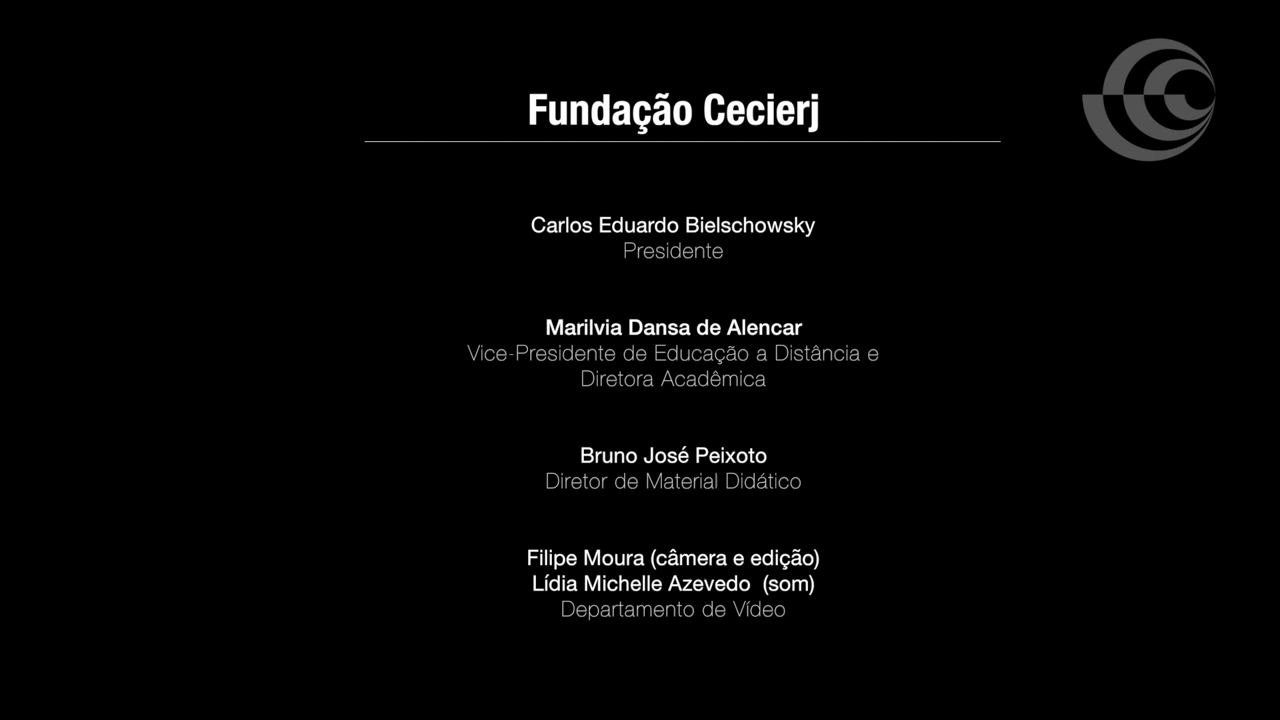 Fundação Cecierj
Carlos Eduardo Bielschowsky
Presidente
Marilvia Dansa de Alencar
Vice-Presidente de Educação a Distância e
Diretora Acadêmica
Bruno José Peixoto
Diretor de Material Didático
Filipe Moura (câmera e edição)
Lídia Michelle Azevedo (som)
Departamento de Vídeo